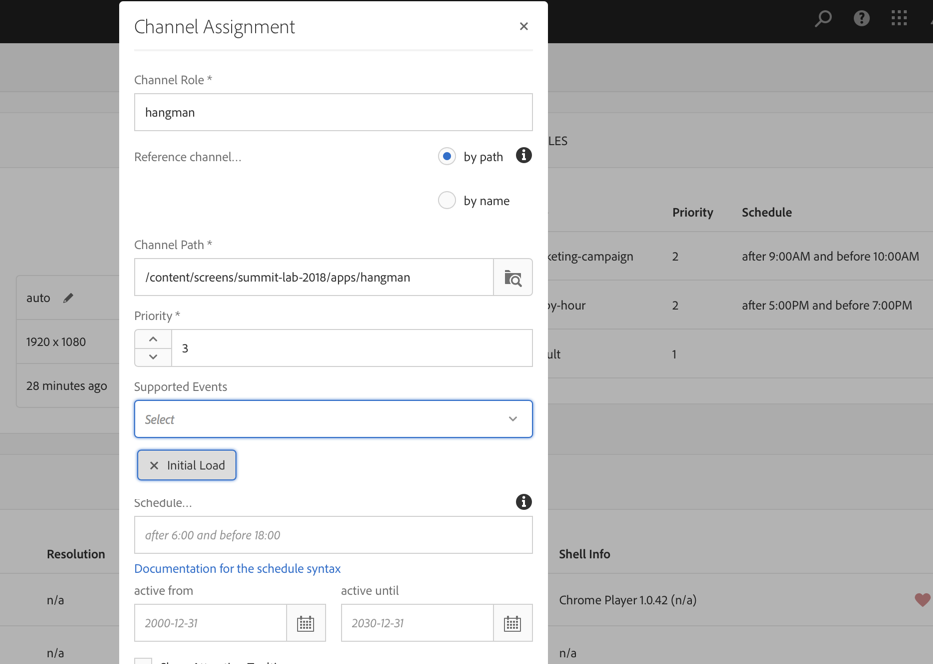 Channel Assignment
Channel Role *
hangman
Reference channel...
by path
by name
Channel Path *
/content/screens/summit-lab-2018/apps/hangman
Priority *
3
Supported Events
Select
Initial Load
Schedule...
after 6:00 and before 18:00
Documentation for the schedule syntax
active from
active until
2000-12-31
2030-12-31
auto
1920 x 1080
28 minutes ago
LES
Priority
Schedule
keting-campaign
2
after 9:00AM and before 10:00AM
by-hour
2
after 5:00PM and before 7:00PM
ult
1
Resolution
Shell Info
n/a
Chrome Player 1.0.42 (n/a)
n/a
n/a